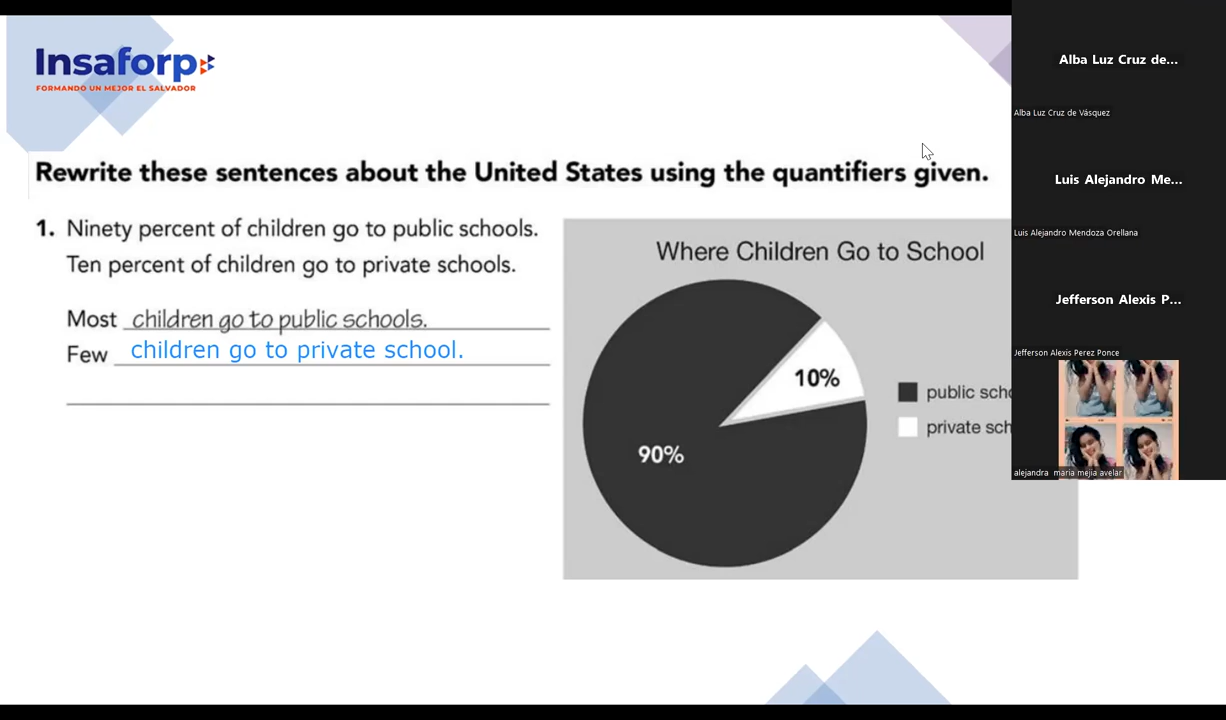 Insaforp
FORMANDO UN MEJOR EL SALVADOR
Rewrite these sentences about the United States using the quantifiers given.
1. Ninety percent of children go to public schools.
Ten percent of children go to private schools.
Most children go to public schools.
Few children go to private school.
Where Children Go to School
10%
90%
public scho
private sch
Alba Luz Cruz de...
Alba Luz Cruz de Vásquez
Luis Alejandro Me...
Luis Alejandro Mendoza Orellana
Jefferson Alexis P...
Jefferson Alexis Perez Ponce
alejandra maria mejia avelar